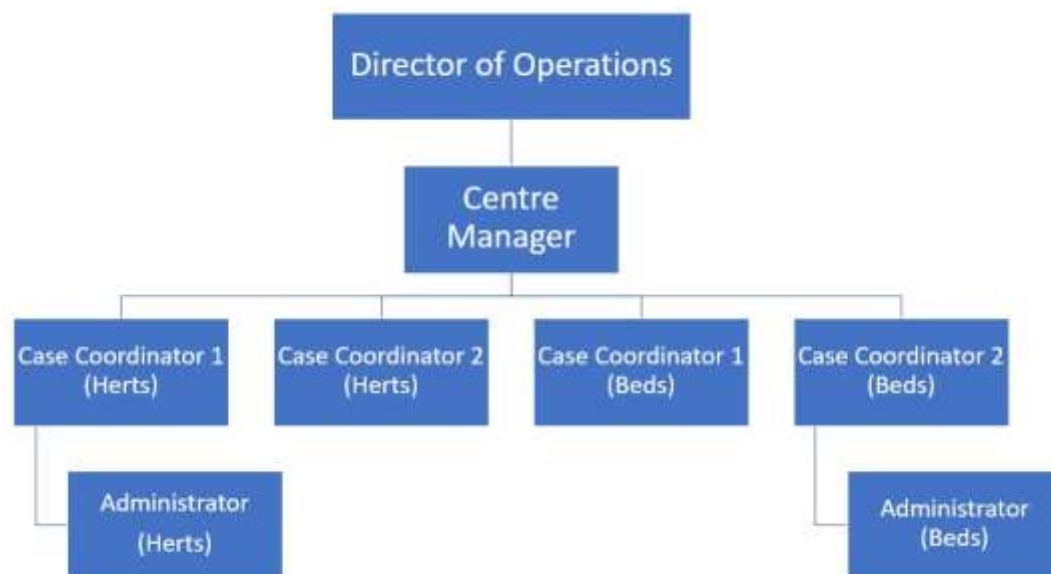 Director of Operations
Centre
Manager
Case Coordinator 1
(Herts)
Case Coordinator 2
(Herts)
Case Coordinator 1
(Beds)
Case Coordinator 2
(Beds)
Administrator
(Herts)
Administrator
(Beds)